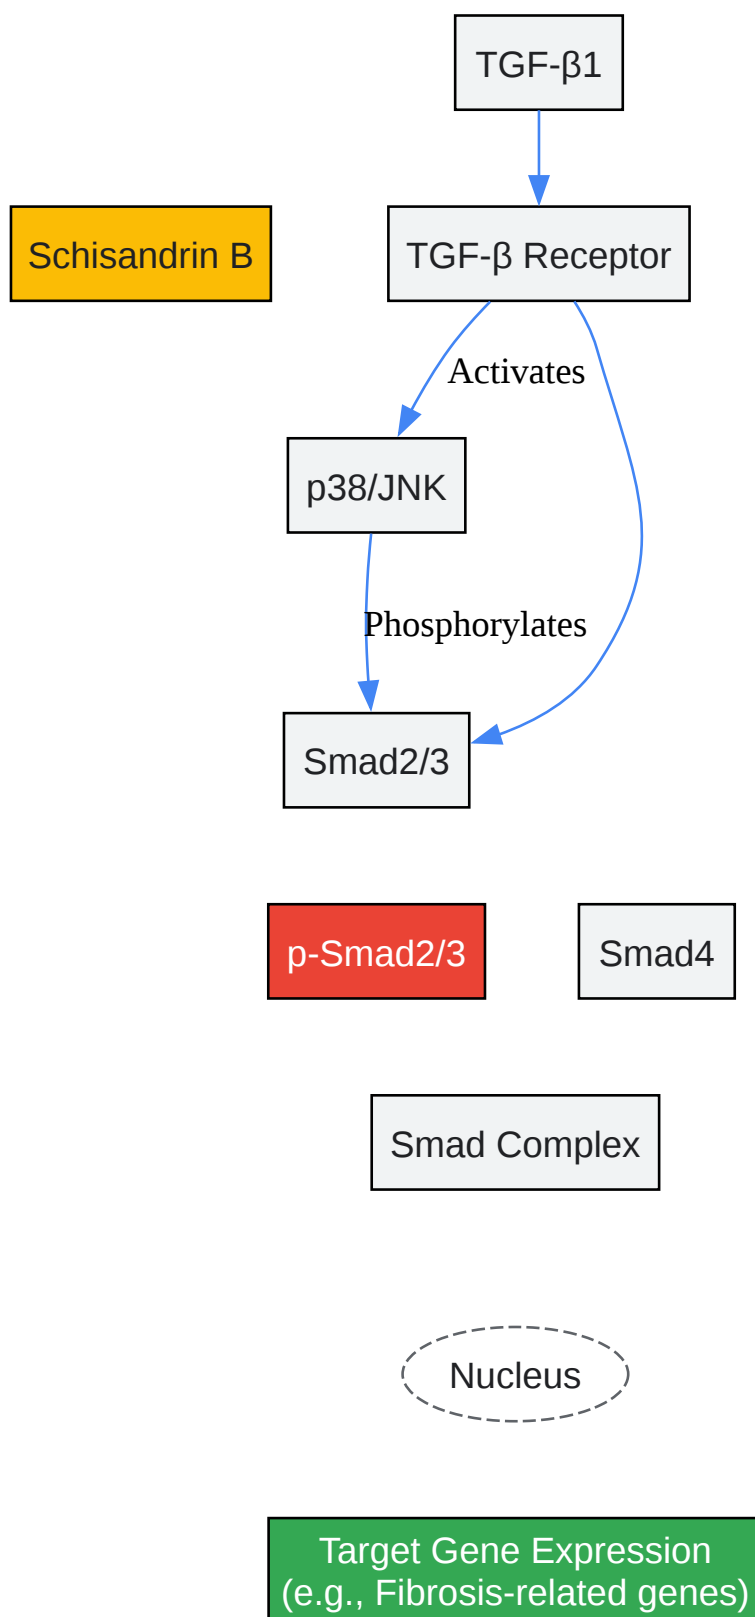 TGF-β1
Schisandrin B
TGF-β Receptor
Activates
p38/JNK
Phosphorylates
Smad2/3
p-Smad2/3
Smad4
Smad Complex
Nucleus
Target Gene Expression
(e.g., Fibrosis-related genes)